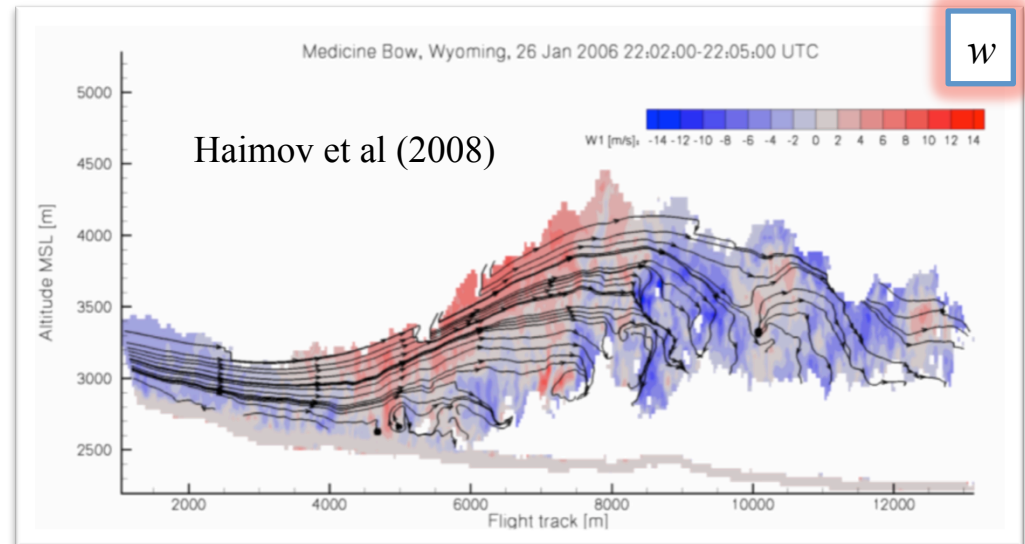 w
Medicine Bow, Wyoming, 26 Jan 2006 22:02:00-22:05:00 UTC
Haimov et al (2008)
W1 [m/s]: -14 -12 -10 -8 -6 -4 -2 0 2 4 6 8 10 12 14
Altitude MSL [m]
5000
4500
4000
3500
3000
2500
2000 4000 6000 8000 10000 12000
Flight track [m]